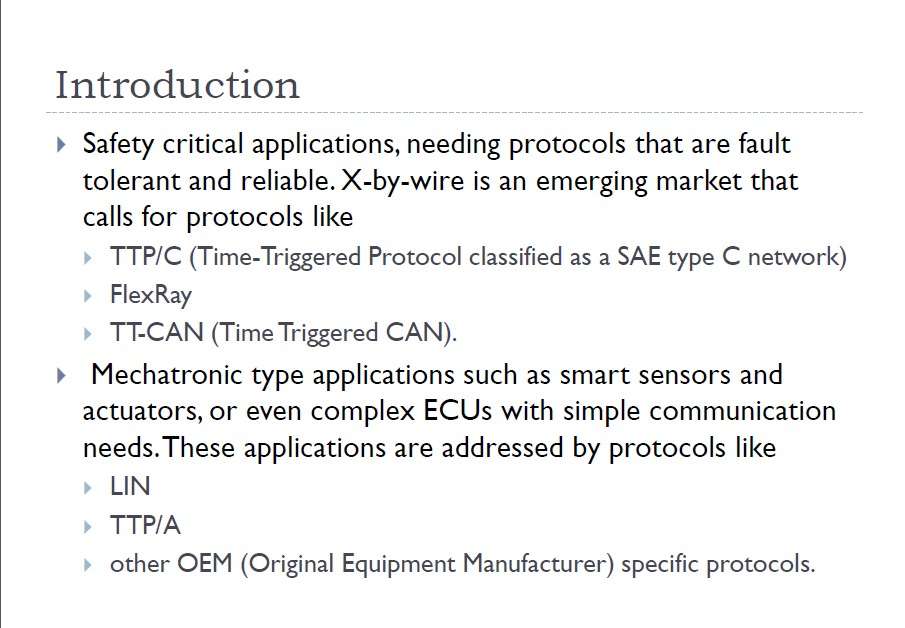 Introduction
Safety critical applications, needing protocols that are fault
tolerant and reliable. X-by-wire is an emerging market that
calls for protocols like
TTP/C (Time-Triggered Protocol classified as a SAE type C network)
FlexRay
TT-CAN (Time Triggered CAN).
Mechatronic type applications such as smart sensors and
actuators, or even complex ECUs with simple communication
needs. These applications are addressed by protocols like
LIN
TTP/A
other OEM (Original Equipment Manufacturer) specific protocols.